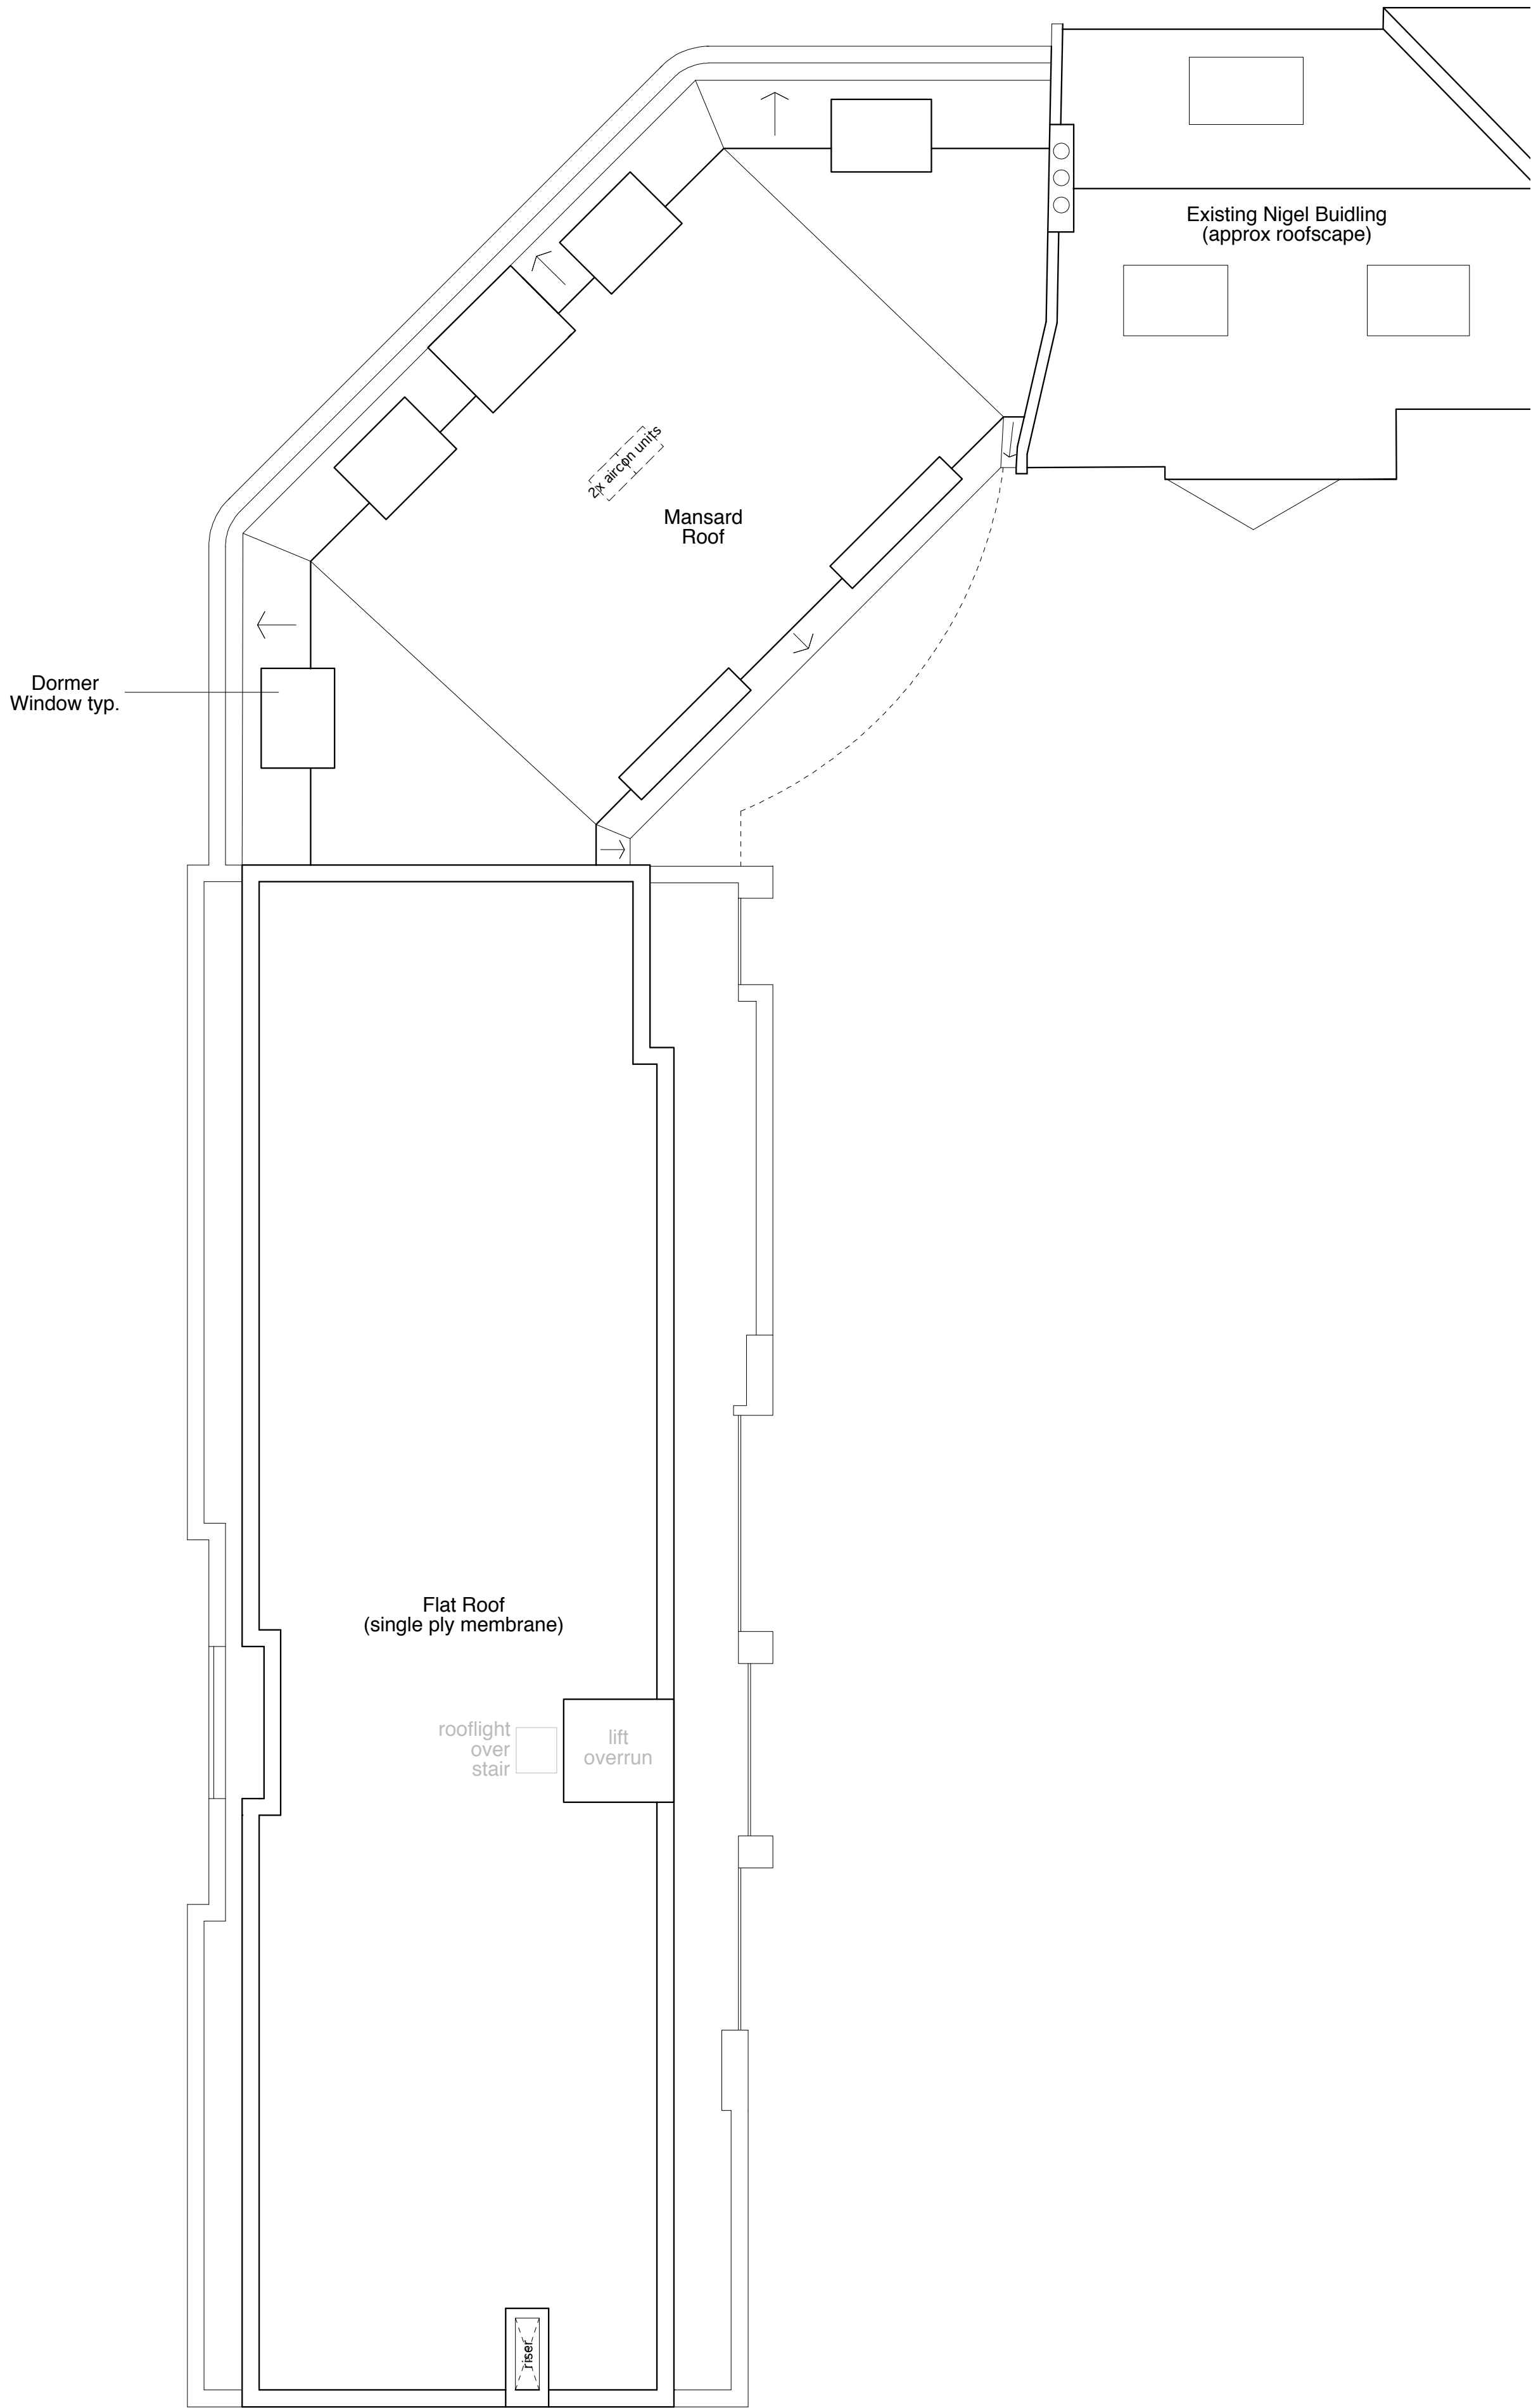 Existing Nigel Buidling
(approx roofscape)
2x aircon units
Mansard
Roof
Dormer
Window typ.
Flat Roof
(single ply membrane)
rooflight
over
stair
lift
overrun
riser